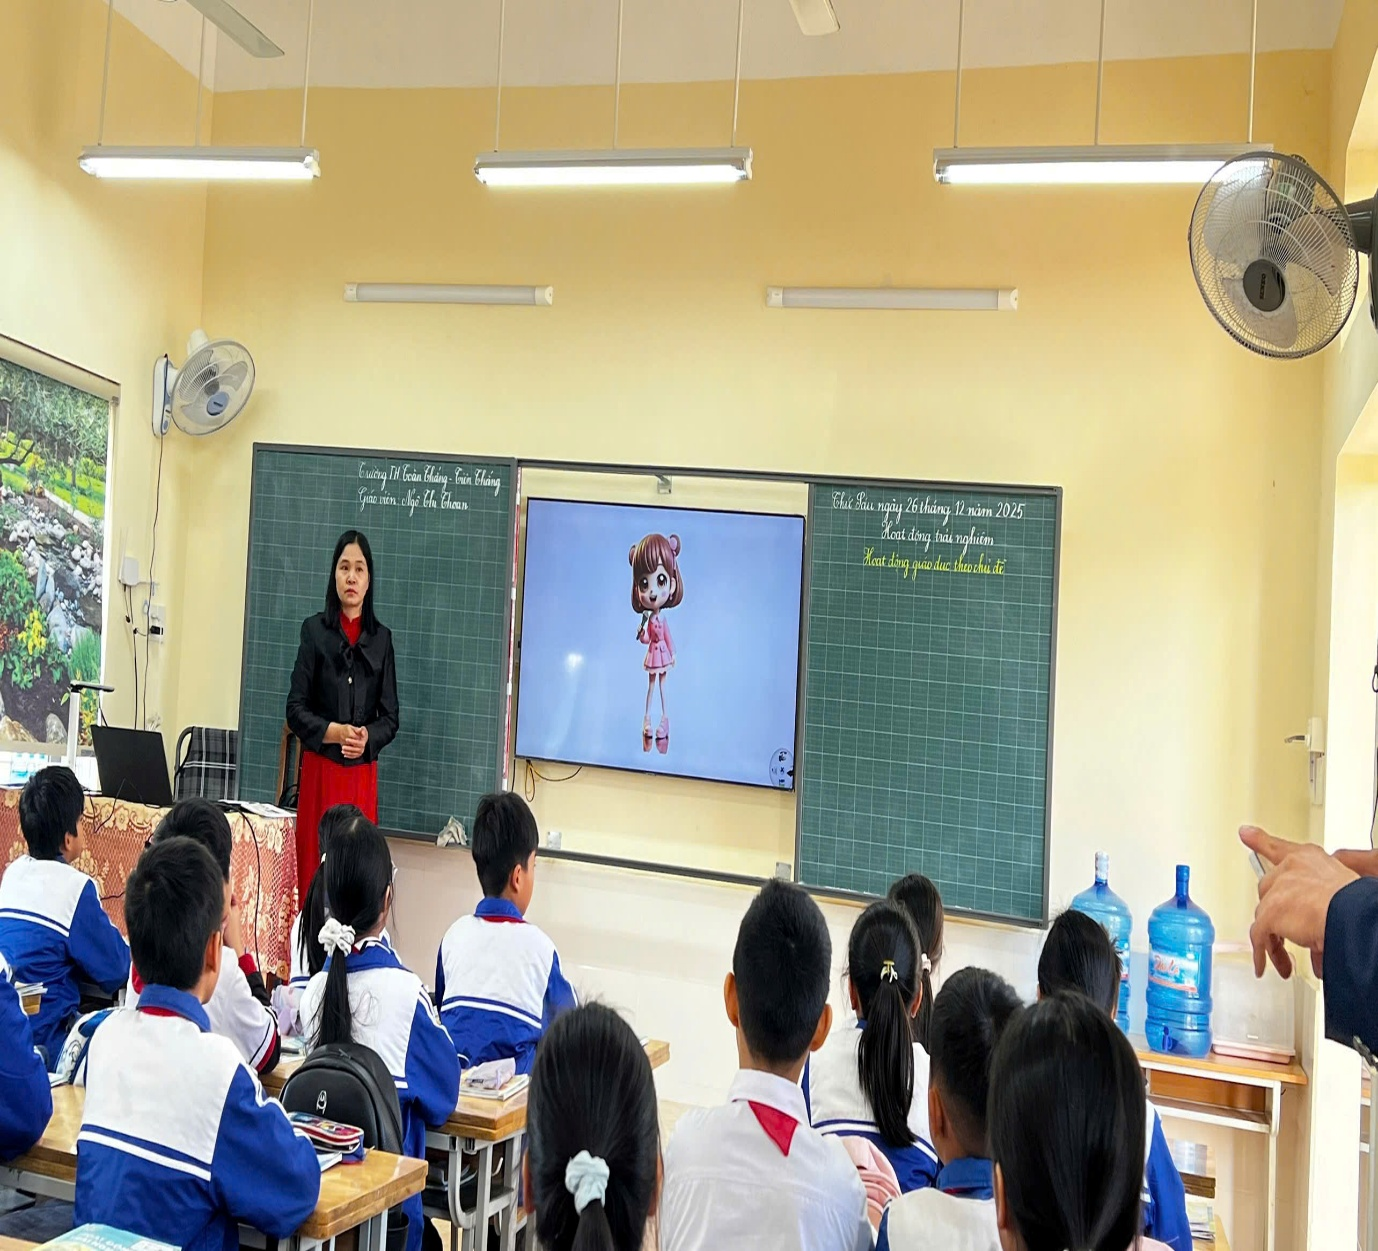 Trường TH Toàn Thắng - Tiên Thắng
Giáo viên: Ngô Thị Thoan
Thứ Sáu ngày 26 tháng 12 năm 2025
Hoạt động trải nghiệm
Hoạt động giáo dục theo chủ đề